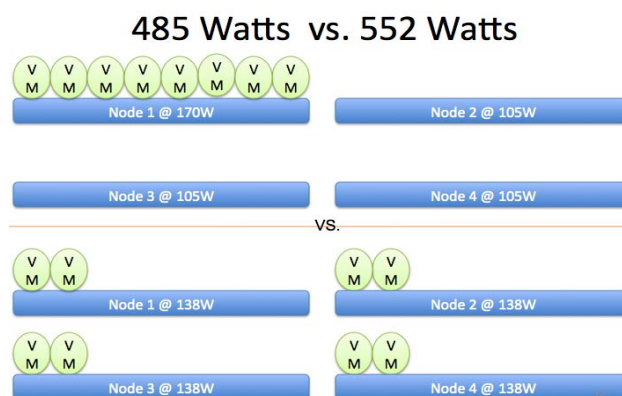 485 Watts vs. 552 Watts
V M V M V M V M V M V M V M V M
Node 1 @ 170W
Node 2 @ 105W
Node 3 @ 105W
Node 4 @ 105W
VS.
V M V M
Node 1 @ 138W
V M V M
Node 2 @ 138W
V M V M
Node 3 @ 138W
V M V M
Node 4 @ 138W